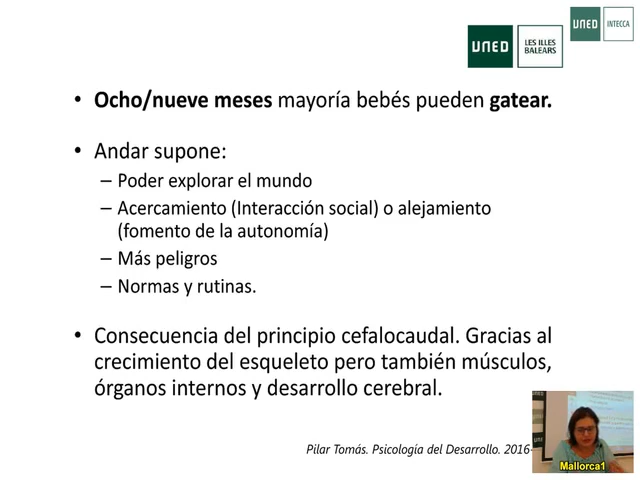 UNED
INTECCA
UNED
LES ILLES
BALEARS
• Ocho/nueve meses mayoría bebés pueden gatear.
• Andar supone:
– Poder explorar el mundo
– Acercamiento (Interacción social) o alejamiento
(fomento de la autonomía)
– Más peligros
– Normas y rutinas.
• Consecuencia del principio cefalocaudal. Gracias al
crecimiento del esqueleto pero también músculos,
órganos internos y desarrollo cerebral.
Pilar Tomás. Psicología del Desarrollo. 2016-
Mallorca1